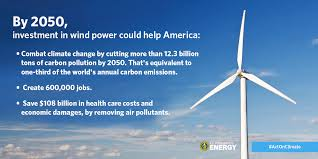 By 2050,
investment in wind power could help America:
• Combat climate change by cutting more than 12.3 billion
tons of carbon pollution by 2050. That's equivalent to
one-third of the world's annual carbon emissions.
• Create 600,000 jobs.
• Save $108 billion in health care costs and
economic damages, by removing air pollutants.
U.S. DEPARTMENT OF
ENERGY
#ActOnClimate